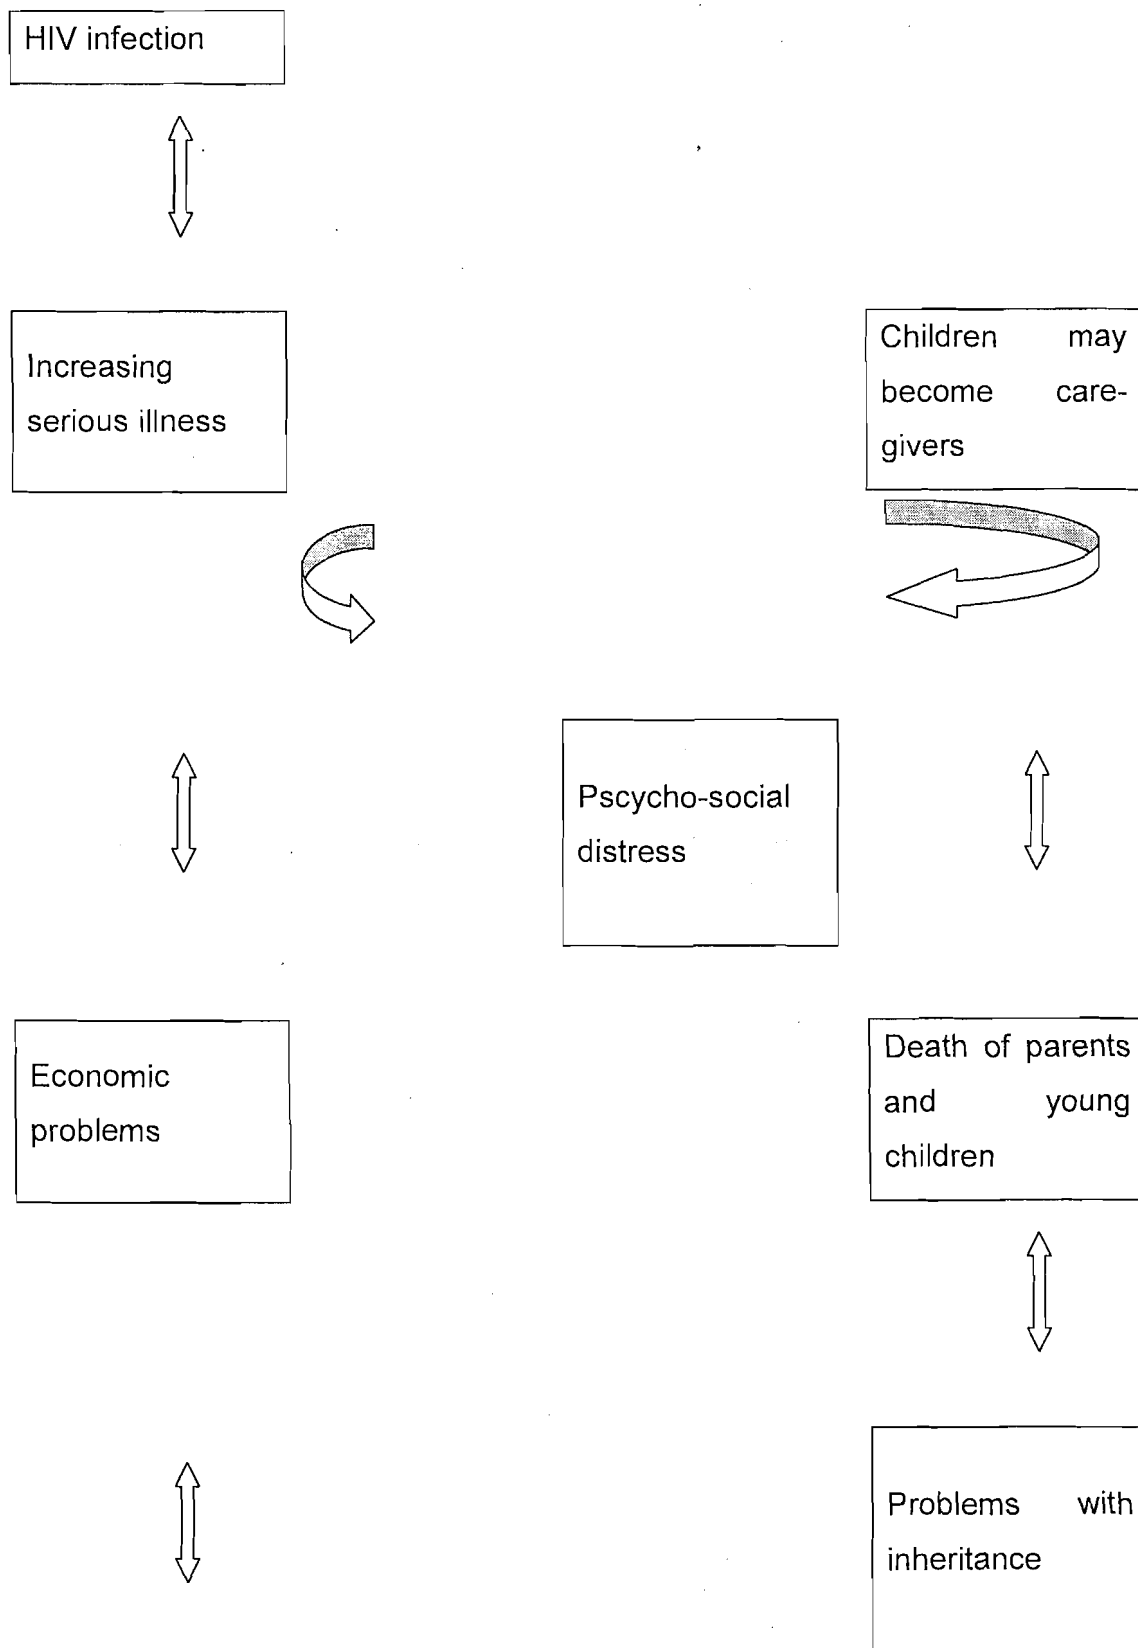 HIV infection
Increasing
serious illness
Children may
become care-
givers
Pscycho-social
distress
Economic
problems
Death of parents
and young
children
Problems with
inheritance